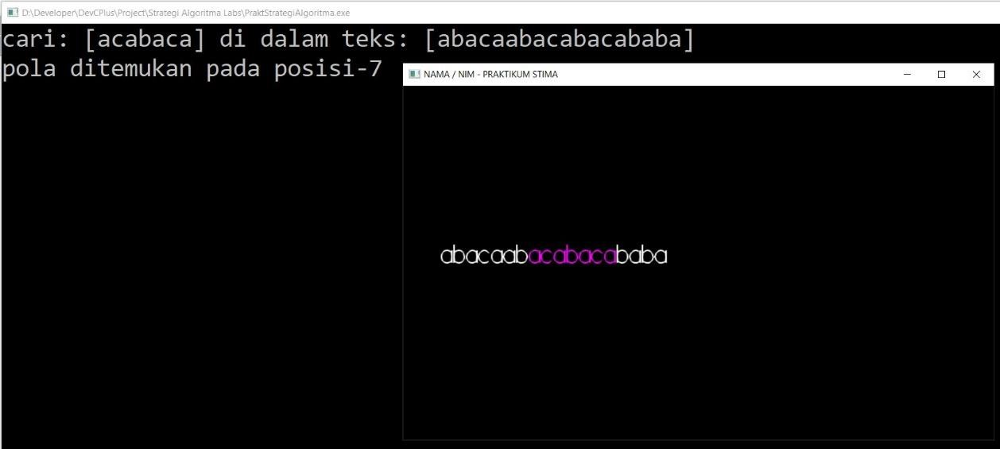 D:\Developer\DevCPlus\Project\Strategi Algoritma Labs\PraktStrategiAlgoritma.exe
cari: [acabaca] di dalam teks: [abacaabacabacababa]
pola ditemukan pada posisi-7
NAMA / NIM - PRAKTIKUM STIMA
abacaabacabacababa